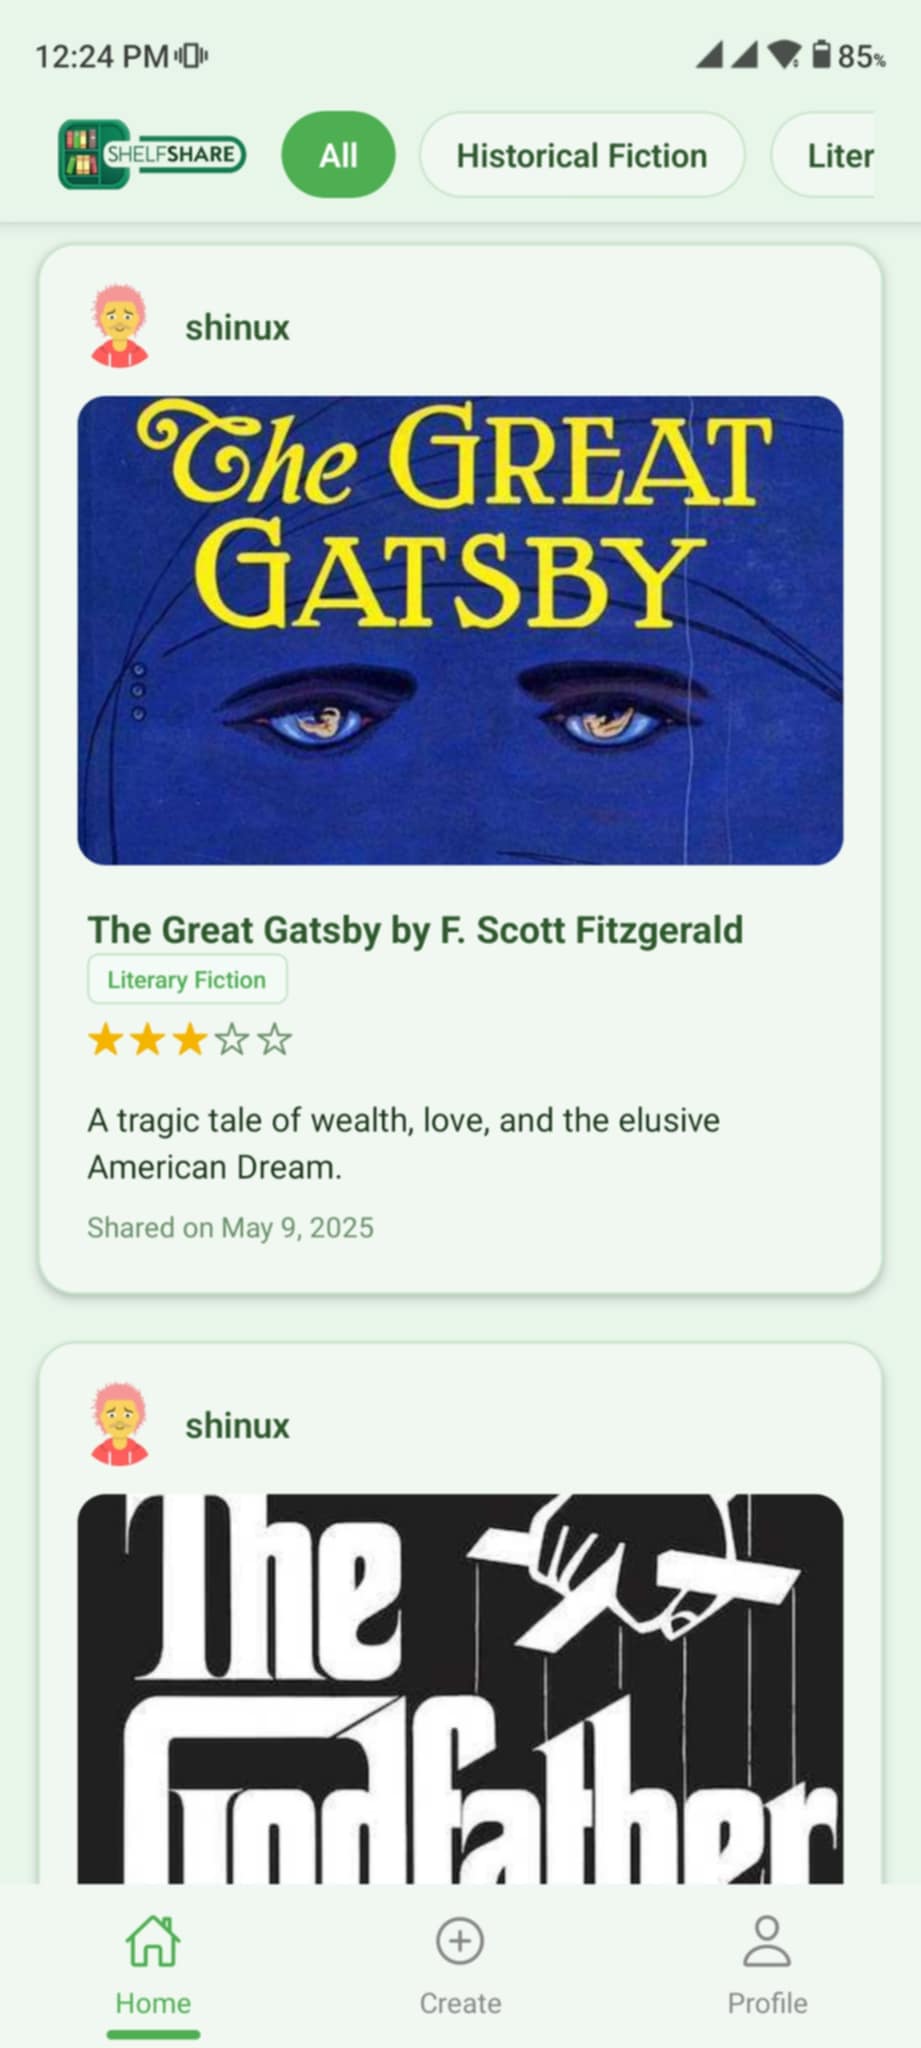 12:24 PM
85%
SHELFSHARE
All
Historical Fiction
Liter
shinux
The GREAT
GATSBY
The Great Gatsby by F. Scott Fitzgerald
Literary Fiction
A tragic tale of wealth, love, and the elusive
American Dream.
Shared on May 9, 2025
shinux
The
Godfather
Home
Create
Profile